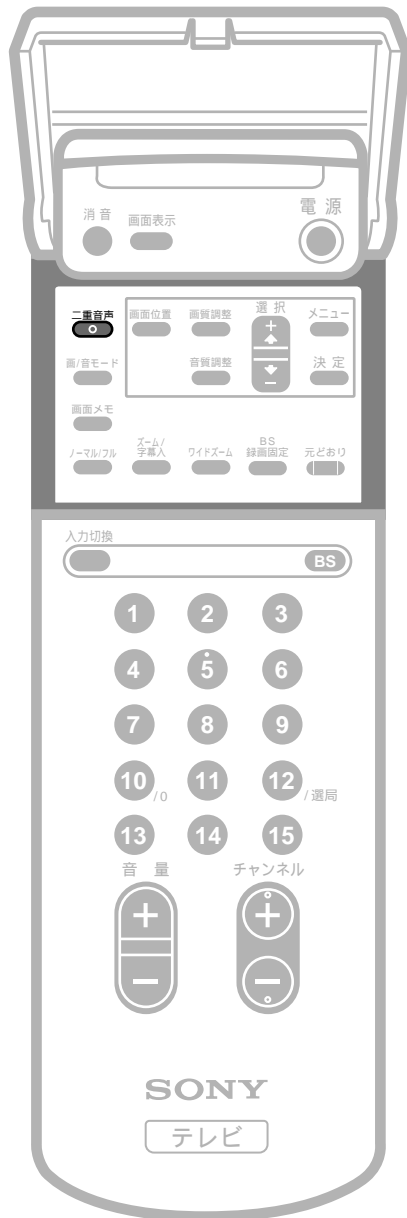 消音 画面表示 電源
二重音声 画面位置 画質調整 選択 メニュー
+
画/音モード 音質調整 決定
−
画面メモ
ノーマル/フル ズーム/字幕入 ワイドズーム BS録画固定 元どおり
入力切換 BS
1 2 3
4 5 6
7 8 9
10/0 11 12/選局
13 14 15
音量 チャンネル
+ +
− −
SONY
テレビ